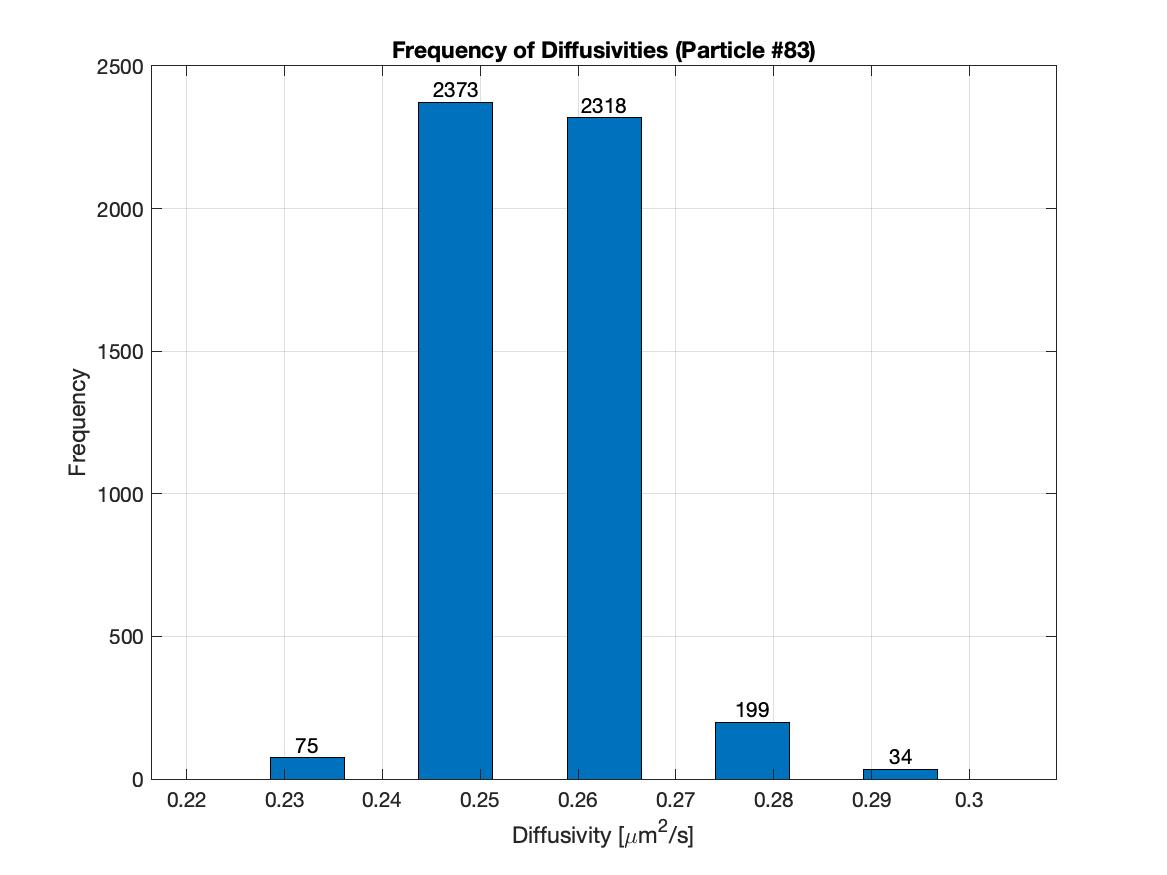 Frequency of Diffusivities (Particle #83)
2500
2000
1500
1000
500
0
Frequency
2373
2318
75
199
34
0.22 0.23 0.24 0.25 0.26 0.27 0.28 0.29 0.3
Diffusivity [μm²/s]